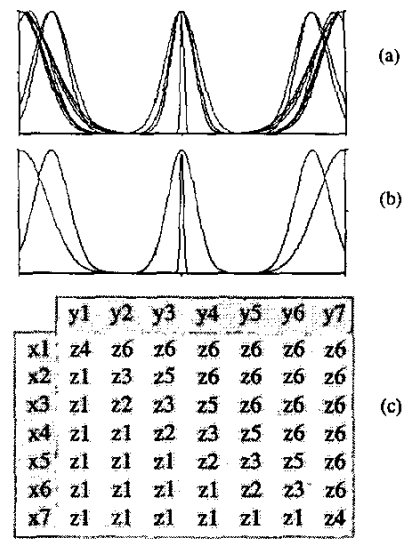 (a)
(b)
y1 y2 y3 y4 y5 y6 y7
x1 z4 z6 z6 z6 z6 z6 z6
x2 z1 z3 z5 z6 z6 z6 z6
x3 z1 z2 z3 z5 z6 z6 z6
(c)
x4 z1 z1 z2 z3 z5 z6 z6
x5 z1 z1 z1 z2 z3 z5 z6
x6 z1 z1 z1 z1 z2 z3 z6
x7 z1 z1 z1 z1 z1 z1 z4